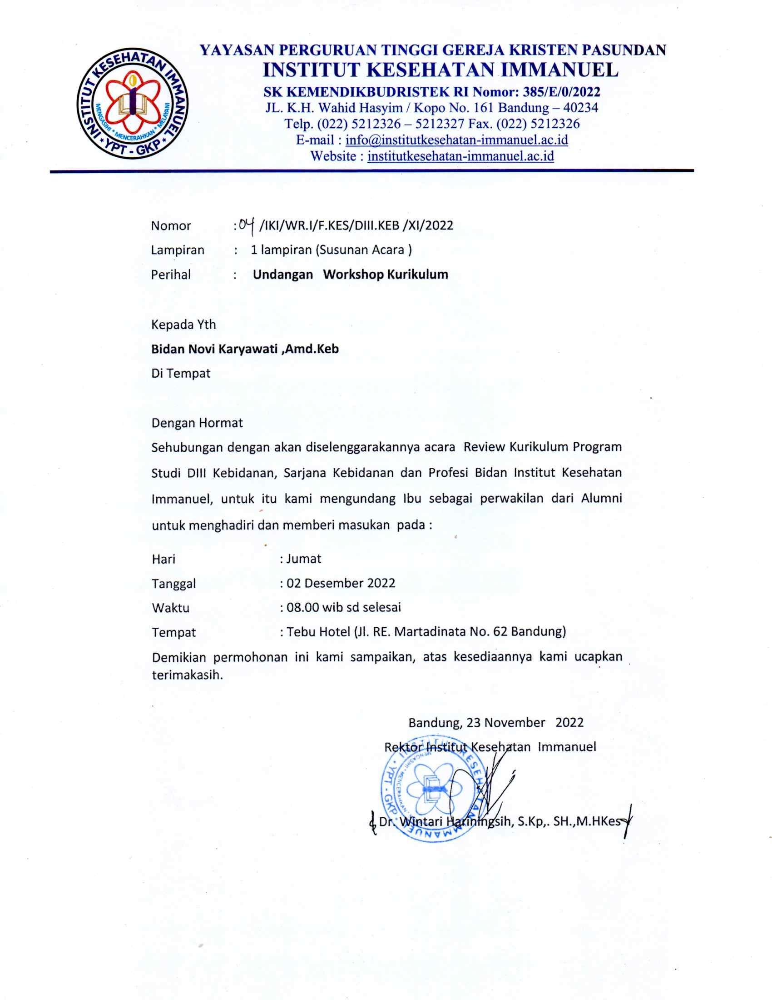 YAYASAN PERGURUAN TINGGI GEREJA KRISTEN PASUNDAN
INSTITUT KESEHATAN IMMANUEL
SK KEMENDIKBUDRISTEK RI Nomor: 385/E/0/2022
JL. K.H. Wahid Hasyim / Kopo No. 161 Bandung – 40234
Telp. (022) 5212326 – 5212327 Fax. (022) 5212326
E-mail : info@institutkesehatan-immanuel.ac.id
Website : institutkesehatan-immanuel.ac.id
INSTITUT KESEHATAN IMMANUEL
MENGASIHI • MENCERAHKAN • MELAYANI
* YPT - GKP *
Nomor : 04 /IKI/WR.I/F.KES/DIII.KEB /XI/2022
Lampiran : 1 lampiran (Susunan Acara )
Perihal : Undangan Workshop Kurikulum
Kepada Yth
Bidan Novi Karyawati ,Amd.Keb
Di Tempat
Dengan Hormat
Sehubungan dengan akan diselenggarakannya acara Review Kurikulum Program
Studi DIII Kebidanan, Sarjana Kebidanan dan Profesi Bidan Institut Kesehatan
Immanuel, untuk itu kami mengundang Ibu sebagai perwakilan dari Alumni
untuk menghadiri dan memberi masukan pada :
Hari : Jumat
Tanggal : 02 Desember 2022
Waktu : 08.00 wib sd selesai
Tempat : Tebu Hotel (Jl. RE. Martadinata No. 62 Bandung)
Demikian permohonan ini kami sampaikan, atas kesediaannya kami ucapkan
terimakasih.
Bandung, 23 November 2022
Rektor Institut Kesehatan Immanuel
INSTITUT KESEHATAN IMMANUEL
YPT - GKP
MENGASIHI • MENCERAHKAN
Dr. Wintari Hariningsih, S.Kp,. SH.,M.HKes